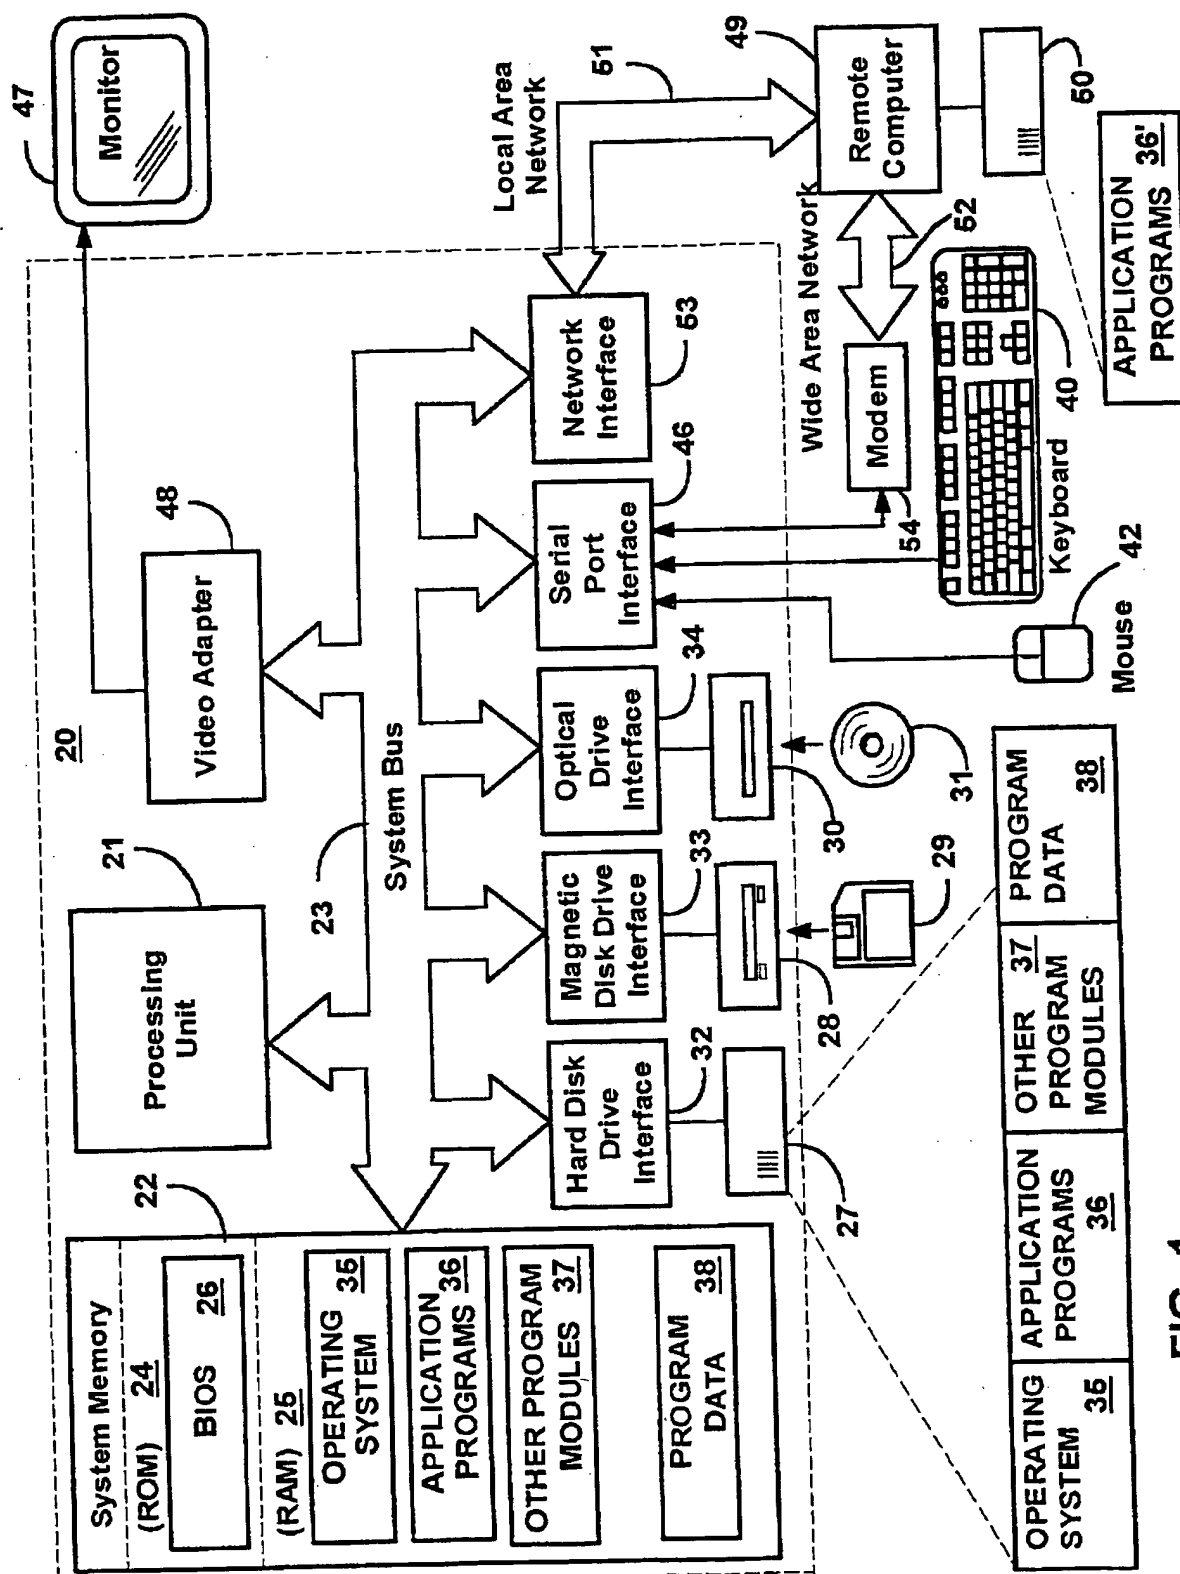 System Memory
(ROM) 24
BIOS 26
22
(RAM) 25
OPERATING
SYSTEM 35
APPLICATION
PROGRAMS 36
OTHER PROGRAM
MODULES 37
PROGRAM
DATA 38
Processing
Unit
21
20
Video Adapter
48
47
Monitor
23
System Bus
Hard Disk
Drive
Interface
32
Magnetic
Disk Drive
Interface
33
Optical
Drive
Interface
34
Serial
Port
Interface
46
Network
Interface
53
Local Area
Network
51
49
Remote
Computer
50
Wide Area Network
52
Modem
54
27
28
29
30
31
Mouse
42
Keyboard
40
OPERATING
SYSTEM 35
APPLICATION
PROGRAMS 36
OTHER 37
PROGRAM
MODULES
PROGRAM
DATA 38
APPLICATION
PROGRAMS 36'